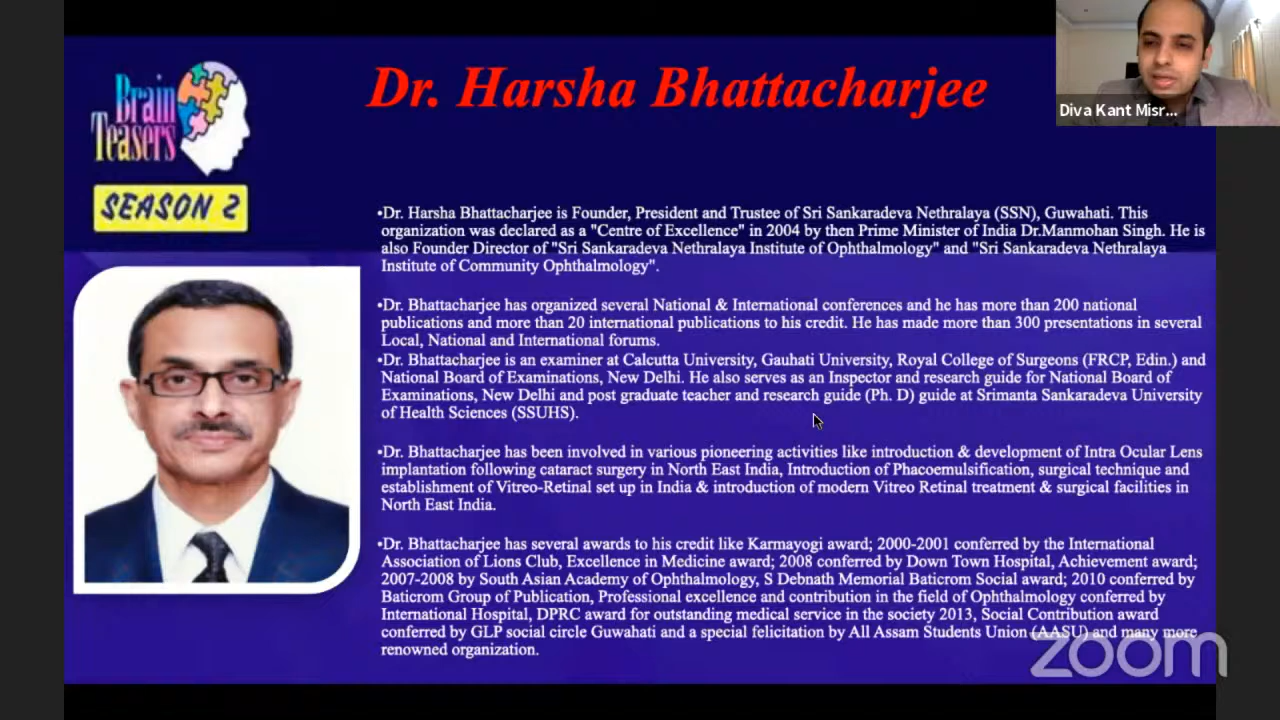 Brain
Teasers
SEASON 2
Dr. Harsha Bhattacharjee
Diva Kant Misr...
•Dr. Harsha Bhattacharjee is Founder, President and Trustee of Sri Sankaradeva Nethralaya (SSN), Guwahati. This
organization was declared as a "Centre of Excellence" in 2004 by then Prime Minister of India Dr.Manmohan Singh. He is
also Founder Director of "Sri Sankaradeva Nethralaya Institute of Ophthalmology" and "Sri Sankaradeva Nethralaya
Institute of Community Ophthalmology".
•Dr. Bhattacharjee has organized several National & International conferences and he has more than 200 national
publications and more than 20 international publications to his credit. He has made more than 300 presentations in several
Local, National and International forums.
•Dr. Bhattacharjee is an examiner at Calcutta University, Gauhati University, Royal College of Surgeons (FRCP, Edin.) and
National Board of Examinations, New Delhi. He also serves as an Inspector and research guide for National Board of
Examinations, New Delhi and post graduate teacher and research guide (Ph. D) guide at Srimanta Sankaradeva University
of Health Sciences (SSUHS).
•Dr. Bhattacharjee has been involved in various pioneering activities like introduction & development of Intra Ocular Lens
implantation following cataract surgery in North East India, Introduction of Phacoemulsification, surgical technique and
establishment of Vitreo-Retinal set up in India & introduction of modern Vitreo Retinal treatment & surgical facilities in
North East India.
•Dr. Bhattacharjee has several awards to his credit like Karmayogi award; 2000-2001 conferred by the International
Association of Lions Club, Excellence in Medicine award; 2008 conferred by Down Town Hospital, Achievement award;
2007-2008 by South Asian Academy of Ophthalmology, S Debnath Memorial Baticrom Social award; 2010 conferred by
Baticrom Group of Publication, Professional excellence and contribution in the field of Ophthalmology conferred by
International Hospital, DPRC award for outstanding medical service in the society 2013, Social Contribution award
conferred by GLP social circle Guwahati and a special felicitation by All Assam Students Union (AASU) and many more
renowned organization.
zoom